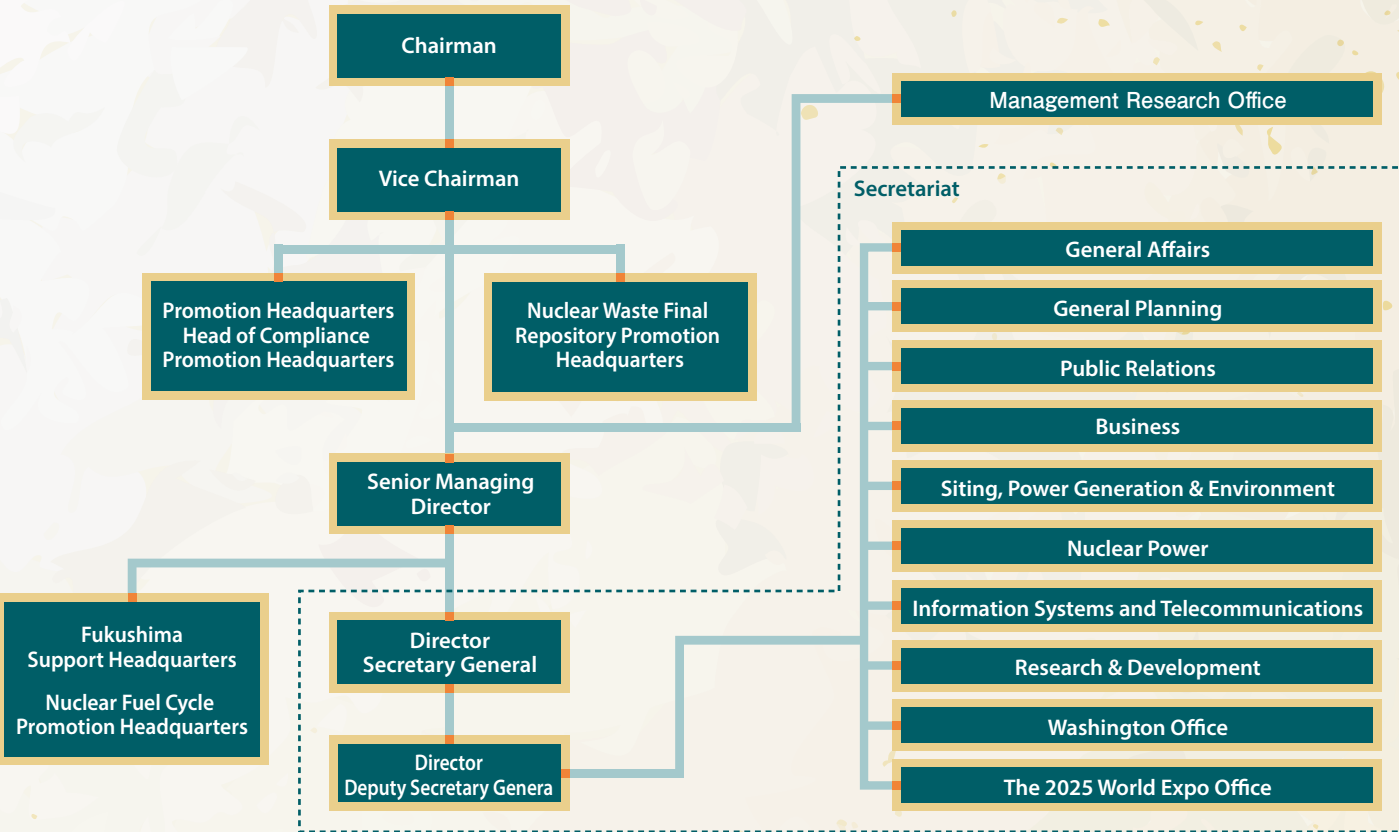 Chairman
Management Research Office
Vice Chairman
Secretariat
General Affairs
General Planning
Public Relations
Business
Siting, Power Generation & Environment
Nuclear Power
Information Systems and Telecommunications
Research & Development
Washington Office
The 2025 World Expo Office
Promotion Headquarters
Head of Compliance
Promotion Headquarters
Nuclear Waste Final
Repository Promotion
Headquarters
Senior Managing
Director
Fukushima
Support Headquarters
Nuclear Fuel Cycle
Promotion Headquarters
Director
Secretary General
Director
Deputy Secretary Genera